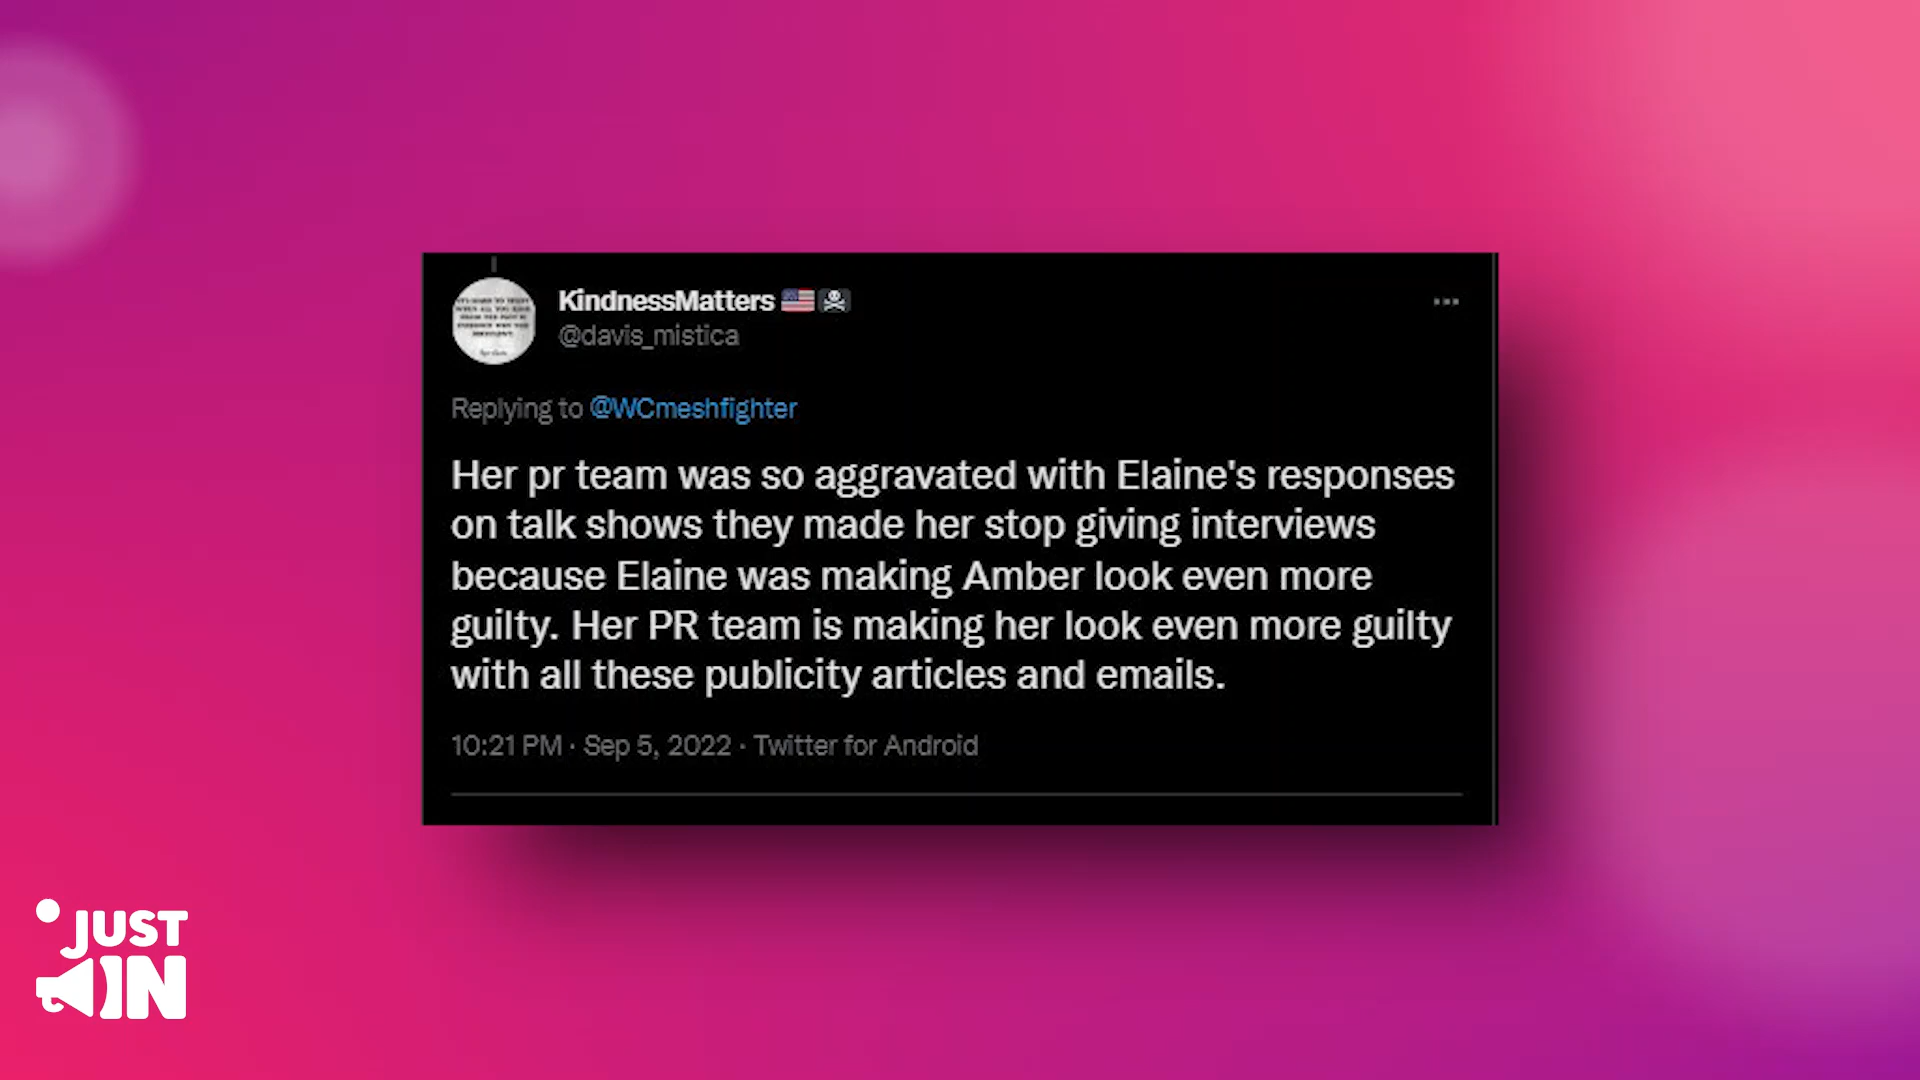 KindnessMatters 🇺🇸☠
@davis_mistica
Replying to @WCmeshfighter
Her pr team was so aggravated with Elaine's responses
on talk shows they made her stop giving interviews
because Elaine was making Amber look even more
guilty. Her PR team is making her look even more guilty
with all these publicity articles and emails.
10:21 PM · Sep 5, 2022 · Twitter for Android
JUST
IN